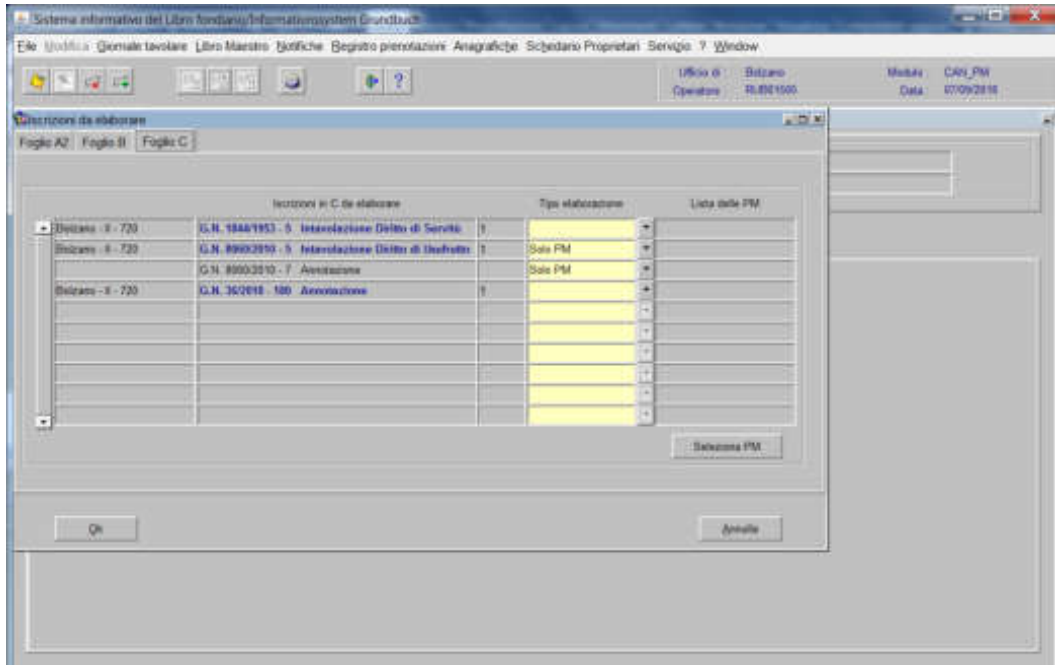 Sistema informativo del Libro fondiario/Informationssystem Grundbuch
File Modifica Giornale tavolare Libro Maestro Notifiche Registro prenotazioni Anagrafiche Schedario Proprietari Servizio ? Window
Ufficio di Bolzano Modulo CAN_PM
Operatore Data 07/09/2018
Iscrizioni da elaborare
Foglio A2 Foglio B Foglio C
Iscrizioni in C da elaborare Tipo elaborazione Lista delle PM
Bolzano - II - 720 G.N. 1844/1953 - 5 Intavolazione Diritto di Servitù 1
Bolzano - II - 720 G.N. 8060/2010 - 5 Intavolazione Diritto di Usufrutto 1 Solo PM
G.N. 8060/2010 - 7 Annotazione Solo PM
Bolzano - II - 720 G.N. 36/2018 - 100 Annotazione 1
Seleziona PM
Ok Annulla